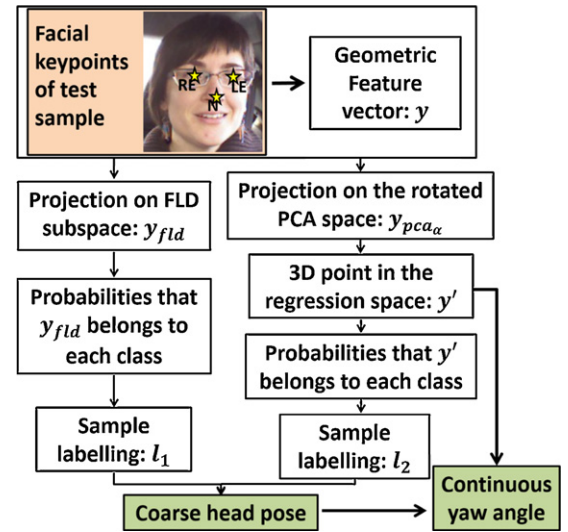 Facial
keypoints
of test
sample
RE
LE
N
Geometric
Feature
vector: y
Projection on FLD
subspace: y_fld
Projection on the rotated
PCA space: y_pca_α
Probabilities that
y_fld belongs to
each class
3D point in the
regression space: y'
Probabilities that y'
belongs to each class
Sample
labelling: l_1
Sample
labelling: l_2
Coarse head pose
Continuous
yaw angle